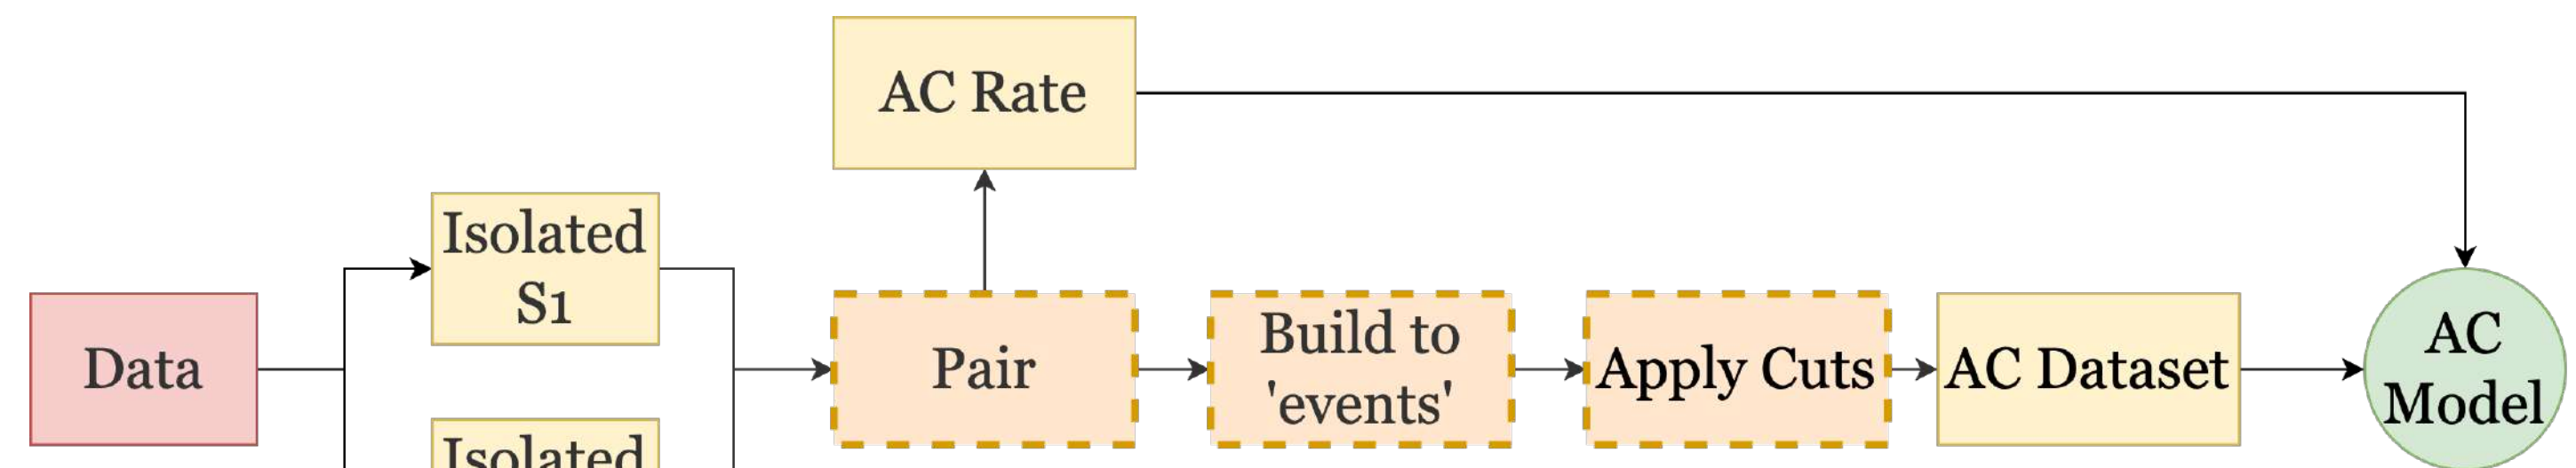 AC Rate
Isolated
S1
Data
Pair
Build to
'events'
Apply Cuts
AC Dataset
AC
Model
Isolated